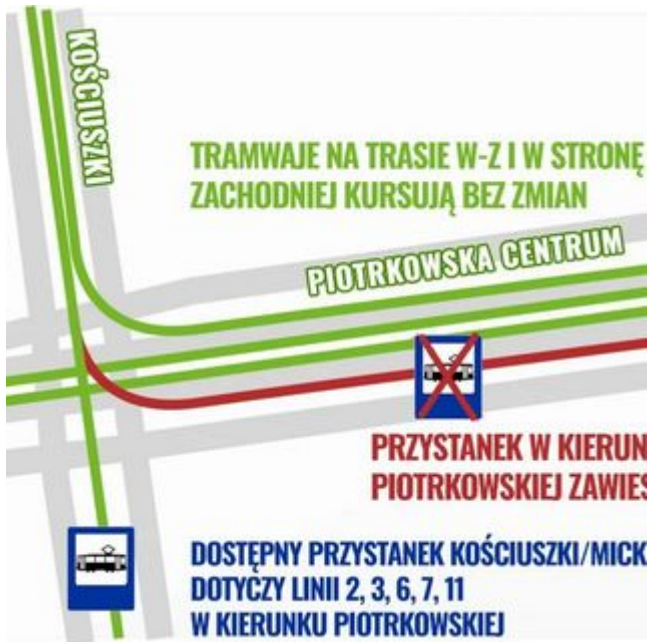 KOŚCIUSZKI
TRAMWAJE NA TRASIE W-Z I W STRONĘ
ZACHODNIEJ KURSUJĄ BEZ ZMIAN
PIOTRKOWSKA CENTRUM
PRZYSTANEK W KIERUN
PIOTRKOWSKIEJ ZAWIES
DOSTĘPNY PRZYSTANEK KOŚCIUSZKI/MICK
DOTYCZY LINII 2, 3, 6, 7, 11
W KIERUNKU PIOTRKOWSKIEJ